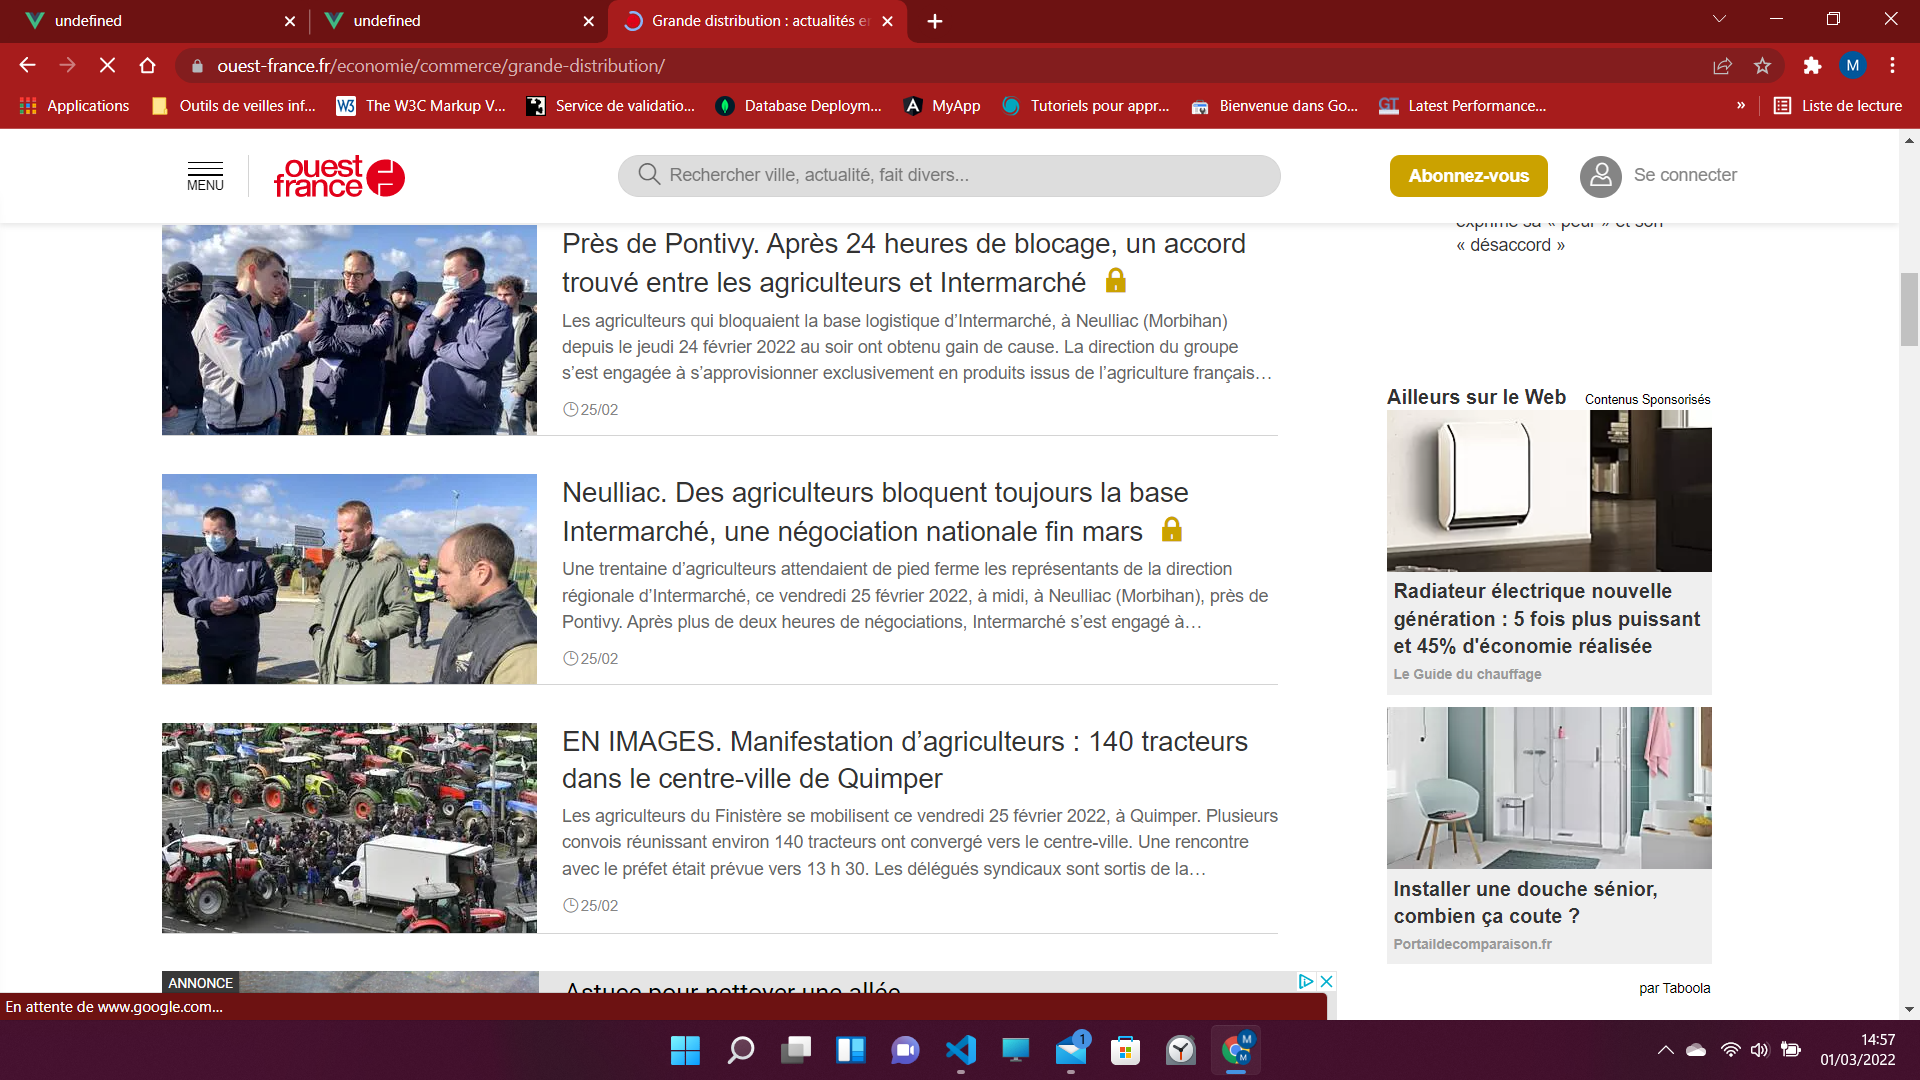 undefined
undefined
Grande distribution : actualités e
ouest-france.fr/economie/commerce/grande-distribution/
Applications
Outils de veilles inf...
The W3C Markup V...
Service de validatio...
Database Deploym...
MyApp
Tutoriels pour appr...
Bienvenue dans Go...
Latest Performance...
»
Liste de lecture
MENU
ouest
france
Rechercher ville, actualité, fait divers...
Abonnez-vous
Se connecter
Près de Pontivy. Après 24 heures de blocage, un accord
trouvé entre les agriculteurs et Intermarché
Les agriculteurs qui bloquaient la base logistique d’Intermarché, à Neulliac (Morbihan)
depuis le jeudi 24 février 2022 au soir ont obtenu gain de cause. La direction du groupe
s’est engagée à s’approvisionner exclusivement en produits issus de l’agriculture français…
25/02
Neulliac. Des agriculteurs bloquent toujours la base
Intermarché, une négociation nationale fin mars
Une trentaine d’agriculteurs attendaient de pied ferme les représentants de la direction
régionale d’Intermarché, ce vendredi 25 février 2022, à midi, à Neulliac (Morbihan), près de
Pontivy. Après plus de deux heures de négociations, Intermarché s’est engagé à…
25/02
EN IMAGES. Manifestation d’agriculteurs : 140 tracteurs
dans le centre-ville de Quimper
Les agriculteurs du Finistère se mobilisent ce vendredi 25 février 2022, à Quimper. Plusieurs
convois réunissant environ 140 tracteurs ont convergé vers le centre-ville. Une rencontre
avec le préfet était prévue vers 13 h 30. Les délégués syndicaux sont sortis de la…
25/02
ANNONCE
Astuce pour nettoyer une allée
exprime sa « peur » et son
« désaccord »
Ailleurs sur le Web
Contenus Sponsorisés
Radiateur électrique nouvelle
génération : 5 fois plus puissant
et 45% d'économie réalisée
Le Guide du chauffage
Installer une douche sénior,
combien ça coute ?
Portaildecomparaison.fr
par Taboola
En attente de www.google.com...
14:57
01/03/2022